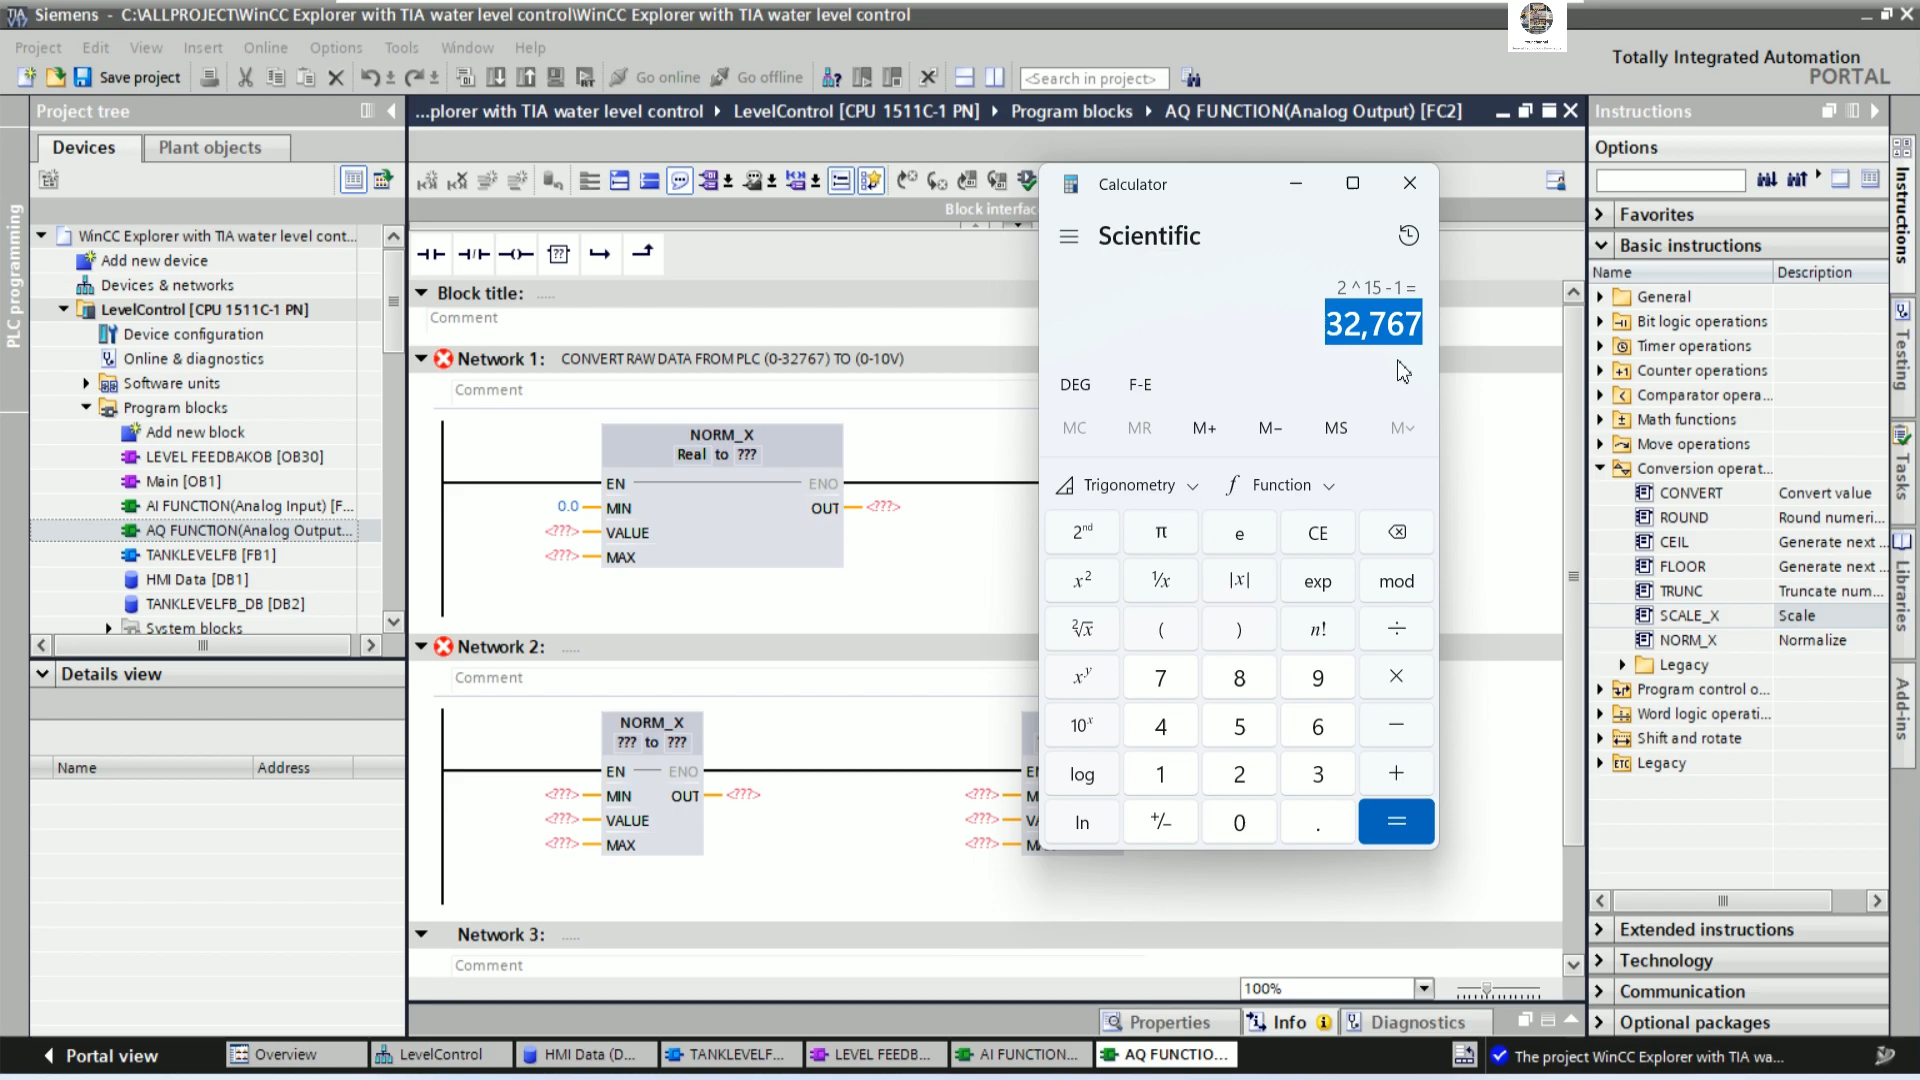 Siemens - C:\ALLPROJECT\WinCC Explorer with TIA water level control\WinCC Explorer with TIA water level control
Project Edit View Insert Online Options Tools Window Help
Totally Integrated Automation
PORTAL
Save project
Go online
Go offline
<Search in project>
Project tree
...plorer with TIA water level control
LevelControl [CPU 1511C-1 PN]
Program blocks
AQ FUNCTION(Analog Output) [FC2]
Instructions
Devices
Plant objects
Options
PLC programming
WinCC Explorer with TIA water level cont...
Add new device
Devices & networks
LevelControl [CPU 1511C-1 PN]
Device configuration
Online & diagnostics
Software units
Program blocks
Add new block
LEVEL FEEDBAKOB [OB30]
Main [OB1]
AI FUNCTION(Analog Input) [F...
AQ FUNCTION(Analog Output...
TANKLEVELFB [FB1]
HMI Data [DB1]
TANKLEVELFB_DB [DB2]
System blocks
Details view
Name Address
Block interfac
??
Block title: .....
Comment
Network 1: CONVERT RAW DATA FROM PLC (0-32767) TO (0-10V)
Comment
NORM_X
Real to ???
EN ENO
0.0 MIN OUT <???>
<???> VALUE
<???> MAX
Network 2: .....
Comment
NORM_X
??? to ???
EN ENO
<???> MIN OUT <???>
<???> VALUE
<???> MAX
<???>
<???>
<???>
Network 3: .....
Comment
100%
Calculator
Scientific
2 ^ 15 - 1 =
32,767
DEG F-E
MC MR M+ M- MS M
Trigonometry Function
2nd π e CE
x2 1/x |x| exp mod
2√x ( ) n! ÷
xy 7 8 9 ×
10x 4 5 6 −
log 1 2 3 +
ln +/− 0 . =
Favorites
Basic instructions
Name Description
General
Bit logic operations
Timer operations
Counter operations
Comparator opera...
Math functions
Move operations
Conversion operat...
CONVERT Convert value
ROUND Round numeri...
CEIL Generate next ...
FLOOR Generate next ...
TRUNC Truncate num...
SCALE_X Scale
NORM_X Normalize
Legacy
Program control o...
Word logic operati...
Shift and rotate
Legacy
Extended instructions
Technology
Communication
Optional packages
Instructions
Testing
Tasks
Libraries
Add-ins
Properties
Info
Diagnostics
Portal view
Overview
LevelControl
HMI Data (D...
TANKLEVELF...
LEVEL FEEDB...
AI FUNCTION...
AQ FUNCTIO...
The project WinCC Explorer with TIA wa...